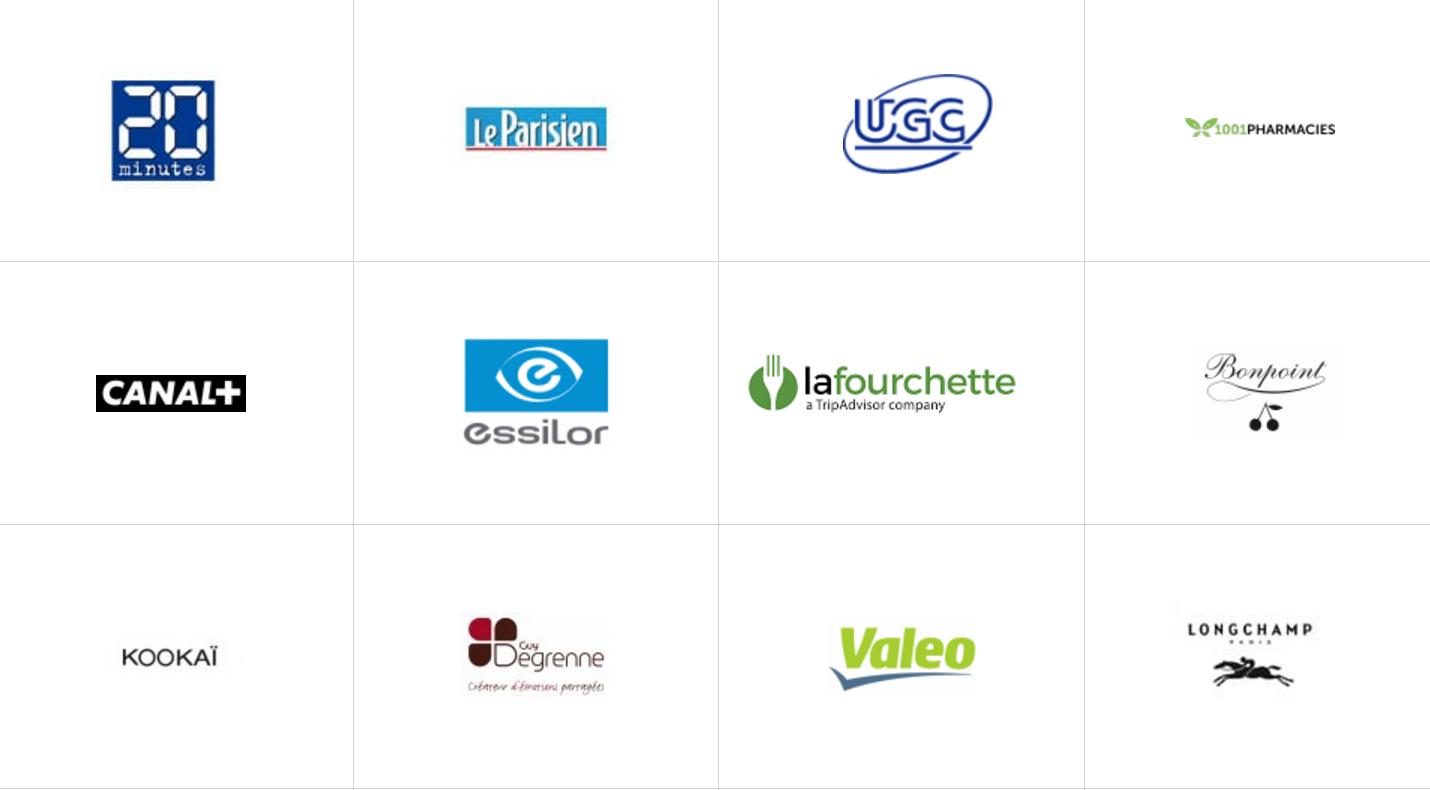 20
minutes
Le Parisien
UGC
1001PHARMACIES
CANAL+
e
essilor
lafourchette
a TripAdvisor company
Bonpoint
KOOKAÏ
Guy
Degrenne
Créateur d'émotions partagées
Valeo
LONGCHAMP
PARIS